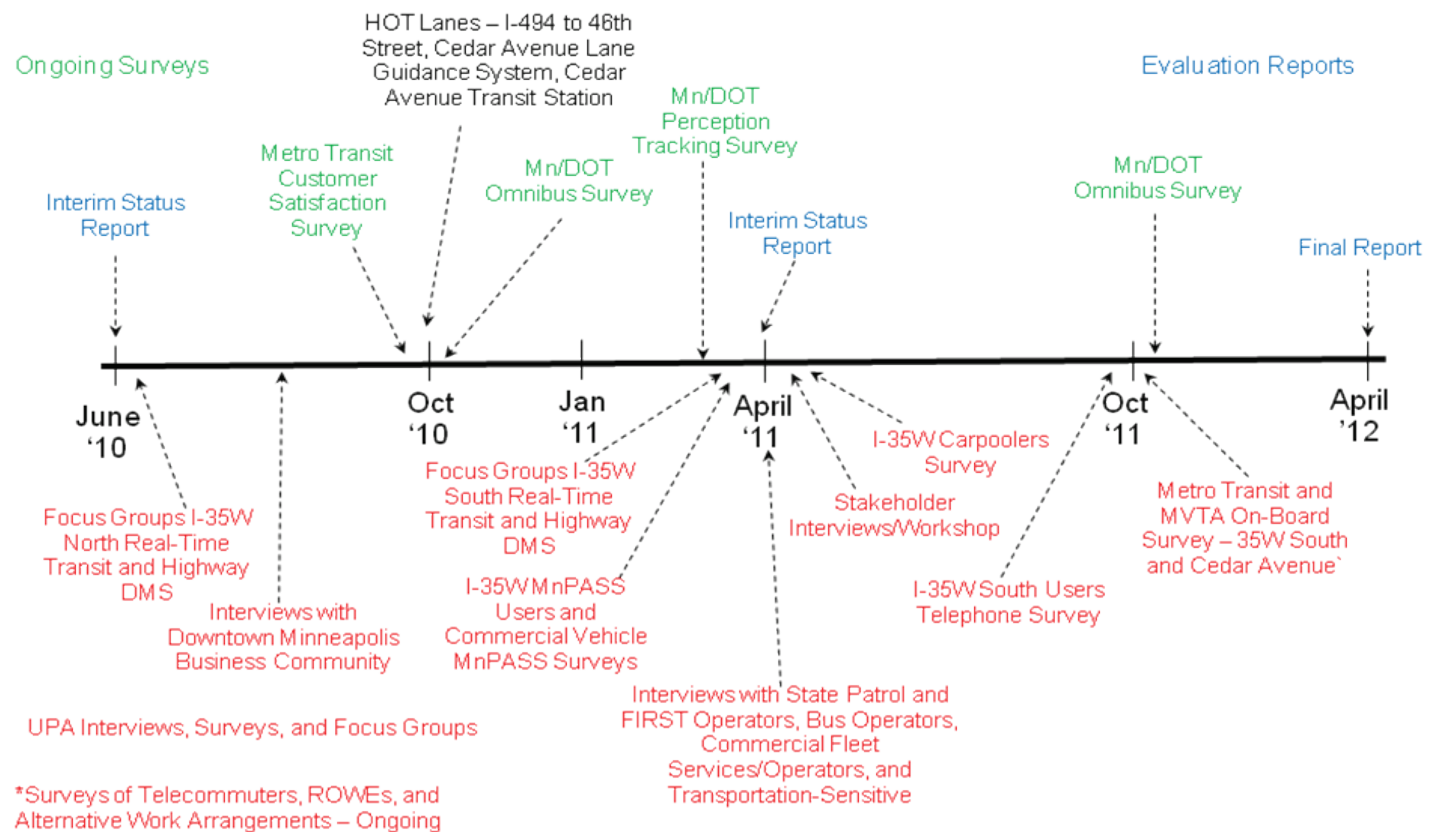 HOT Lanes – I-494 to 46th
Street, Cedar Avenue Lane
Guidance System, Cedar
Avenue Transit Station
Ongoing Surveys
Evaluation Reports
Mn/DOT
Perception
Tracking Survey
Metro Transit
Customer
Satisfaction
Survey
Mn/DOT
Omnibus Survey
Mn/DOT
Omnibus Survey
Interim Status
Report
Interim Status
Report
Final Report
June
‘10
Oct
‘10
Jan
‘11
April
‘11
Oct
‘11
April
’12
Focus Groups I-35W
North Real-Time
Transit and Highway
DMS
Interviews with
Downtown Minneapolis
Business Community
Focus Groups I-35W
South Real-Time
Transit and Highway
DMS
I-35W MnPASS
Users and
Commercial Vehicle
MnPASS Surveys
Interviews with State Patrol and
FIRST Operators, Bus Operators,
Commercial Fleet
Services/Operators, and
Transportation-Sensitive
I-35W Carpoolers
Survey
Stakeholder
Interviews/Workshop
I-35W South Users
Telephone Survey
Metro Transit and
MVTA On-Board
Survey – 35W South
and Cedar Avenue`
UPA Interviews, Surveys, and Focus Groups
*Surveys of Telecommuters, ROWEs, and
Alternative Work Arrangements – Ongoing